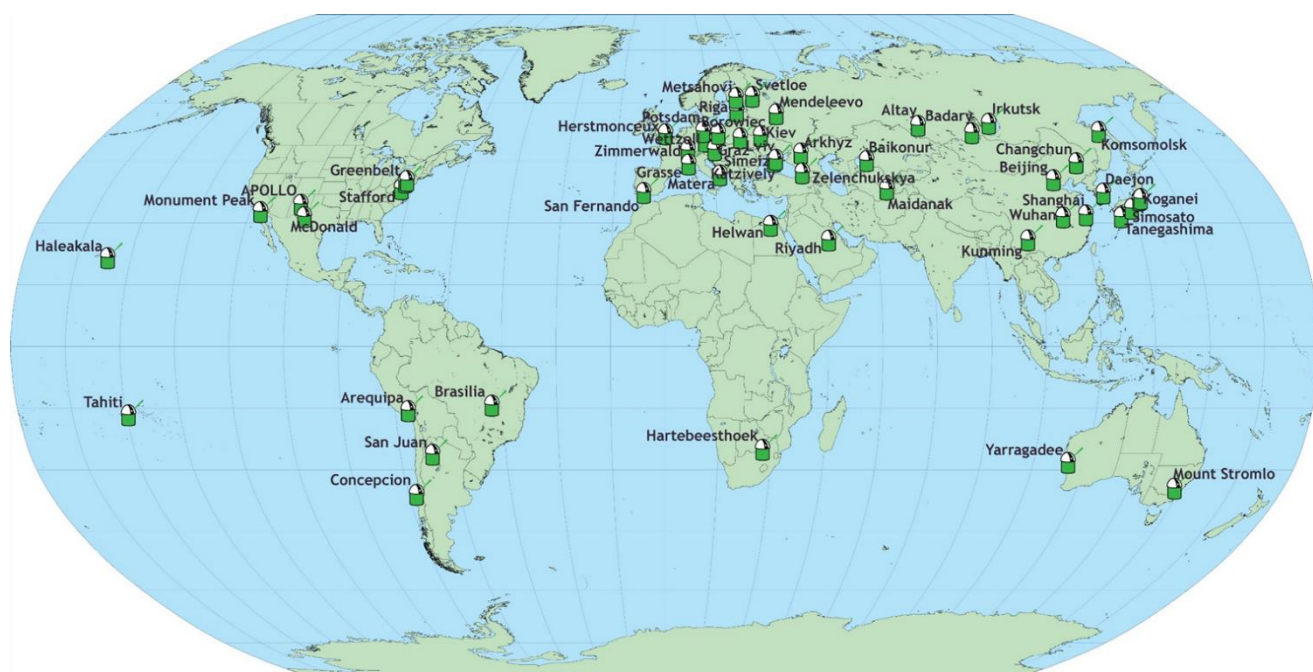 Metsahovi
Svetloe
Riga
Mendeleevo
Potsdam
Borowiec
Herstmonceux
Wettzell
Kiev
Lviv
Zimmerwald
Graz
Simeiz
Arkhyz
Grasse
Katzively
Matera
Zelenchukskya
San Fernando
Altay
Badary
Irkutsk
Baikonur
Changchun
Komsomolsk
Beijing
Maidanak
Daejon
Shanghai
Koganei
Wuhan
Simosato
Tanegashima
Kunming
Helwan
Riyadh
Greenbelt
Stafford
APOLLO
Monument Peak
McDonald
Haleakala
Tahiti
Arequipa
Brasilia
San Juan
Concepcion
Hartebeesthoek
Yarragadee
Mount Stromlo